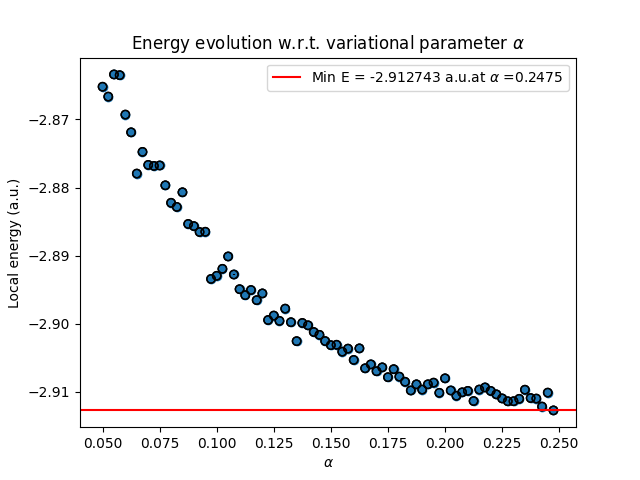 Energy evolution w.r.t. variational parameter α
Min E = -2.912743 a.u.at α =0.2475
Local energy (a.u.)
−2.87
−2.88
−2.89
−2.90
−2.91
0.050 0.075 0.100 0.125 0.150 0.175 0.200 0.225 0.250
α